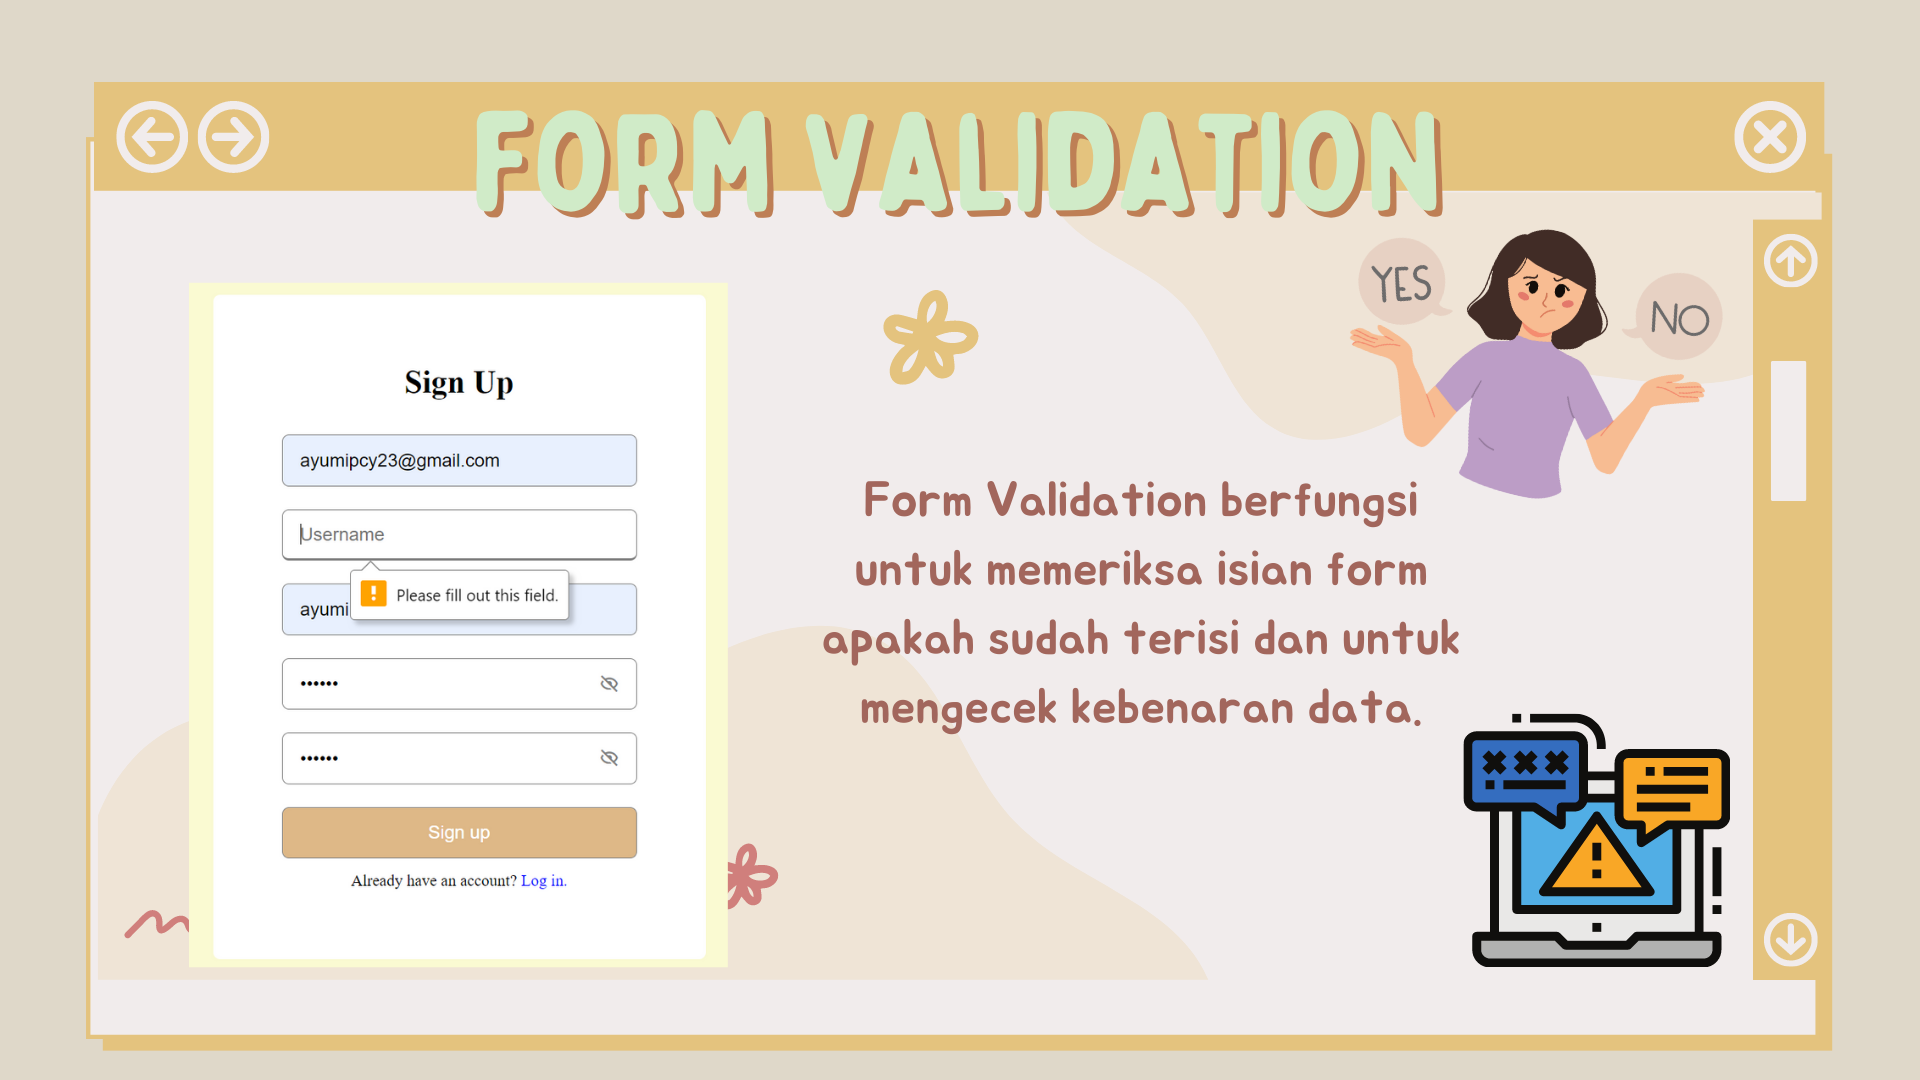 FORM VALIDATION
YES
NO
Sign Up
ayumipcy23@gmail.com
Username
Please fill out this field.
ayumi
••••••
••••••
Sign up
Already have an account? Log in.
Form Validation berfungsi
untuk memeriksa isian form
apakah sudah terisi dan untuk
mengecek kebenaran data.